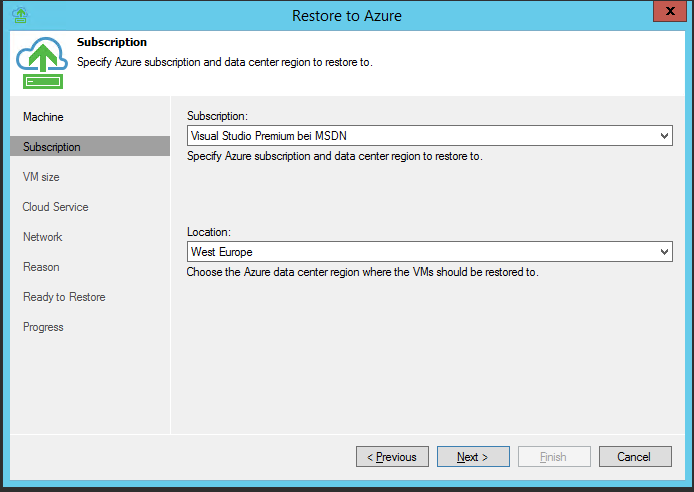 Restore to Azure
X
Subscription
Specify Azure subscription and data center region to restore to.
Machine
Subscription
VM size
Cloud Service
Network
Reason
Ready to Restore
Progress
Subscription:
Visual Studio Premium bei MSDN
Specify Azure subscription and data center region to restore to.
Location:
West Europe
Choose the Azure data center region where the VMs should be restored to.
< Previous
Next >
Finish
Cancel